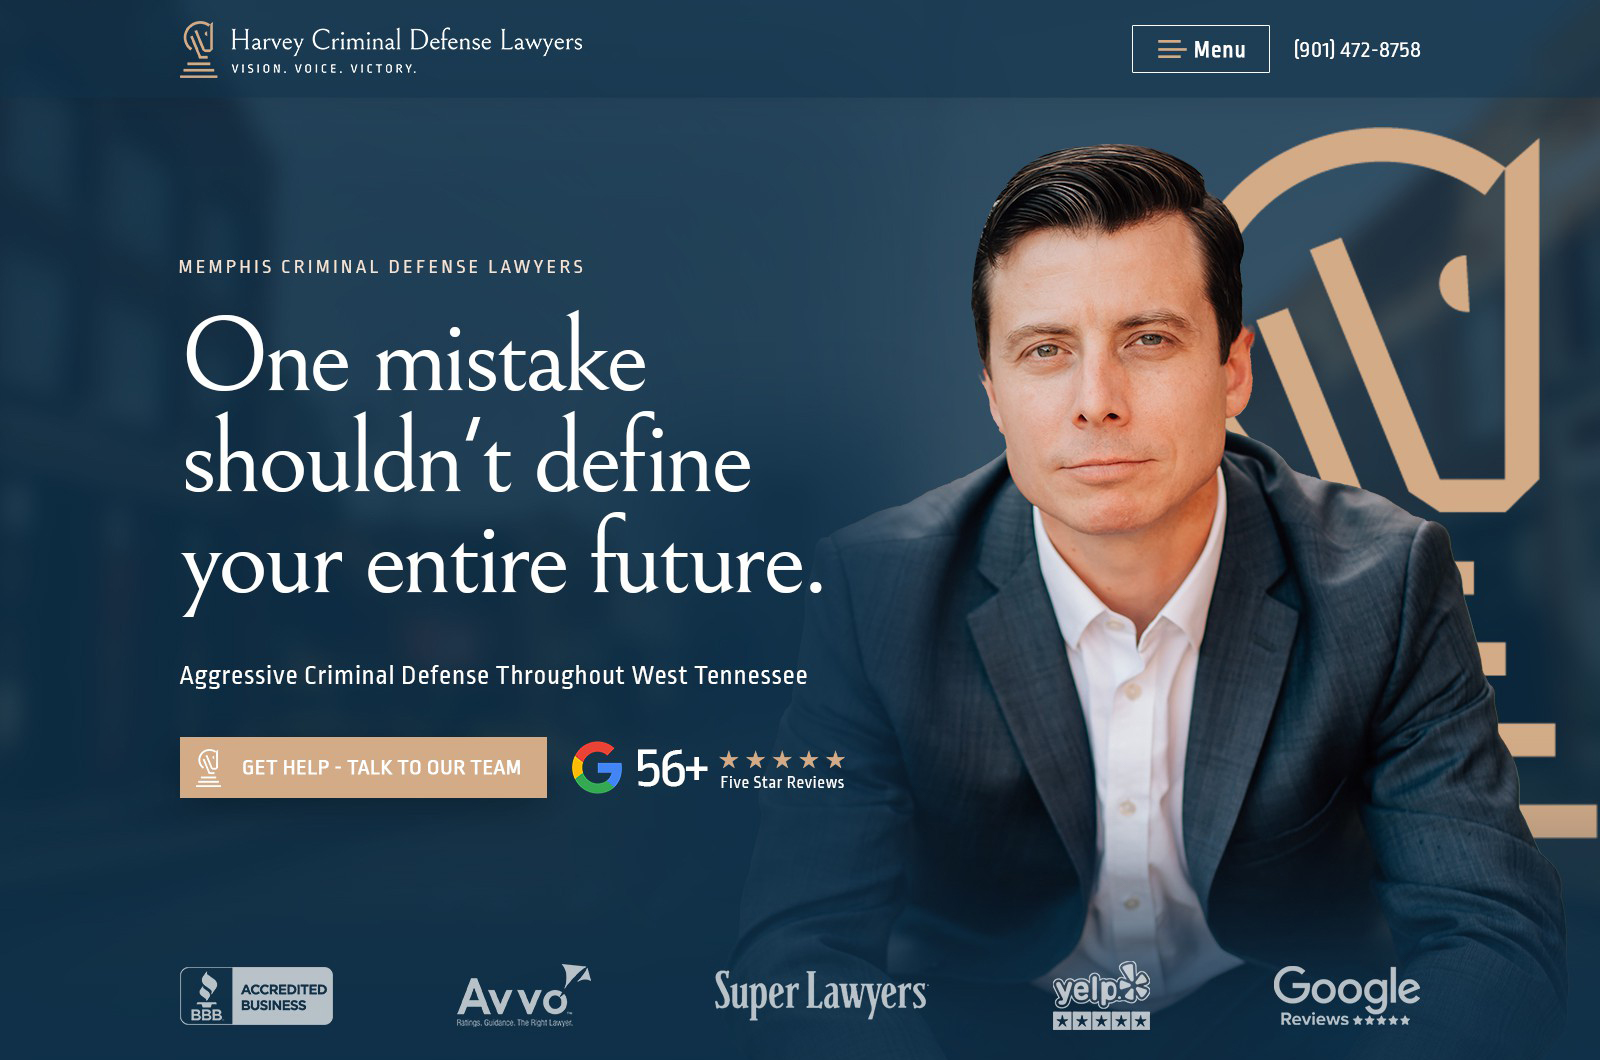 Harvey Criminal Defense Lawyers
VISION. VOICE. VICTORY.
Menu
(901) 472-8758
MEMPHIS CRIMINAL DEFENSE LAWYERS
One mistake
shouldn't define
your entire future.
Aggressive Criminal Defense Throughout West Tennessee
GET HELP - TALK TO OUR TEAM
G
56+
Five Star Reviews
BBB.
ACCREDITED
BUSINESS
Avvo
Ratings. Guidance. The Right Lawyer.
Super Lawyers
yelp
Google
Reviews